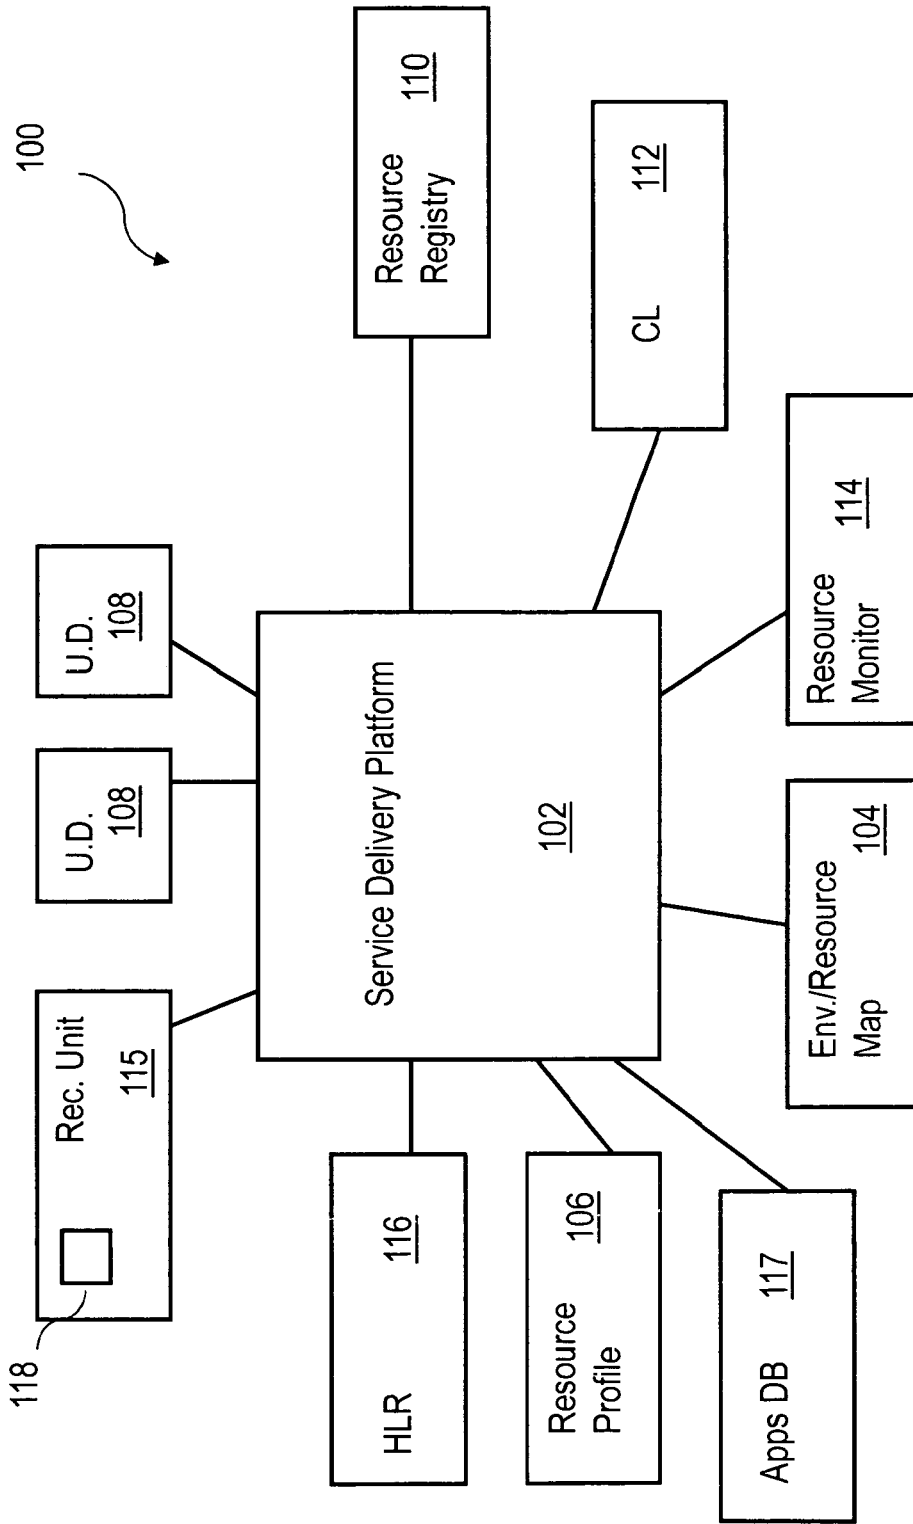 100
118
Rec. Unit
115
U.D.
108
U.D.
108
HLR
116
Service Delivery Platform
102
Resource
Registry
110
Resource
Profile
106
CL
112
Apps DB
117
Env./Resource
Map
104
Resource
Monitor
114